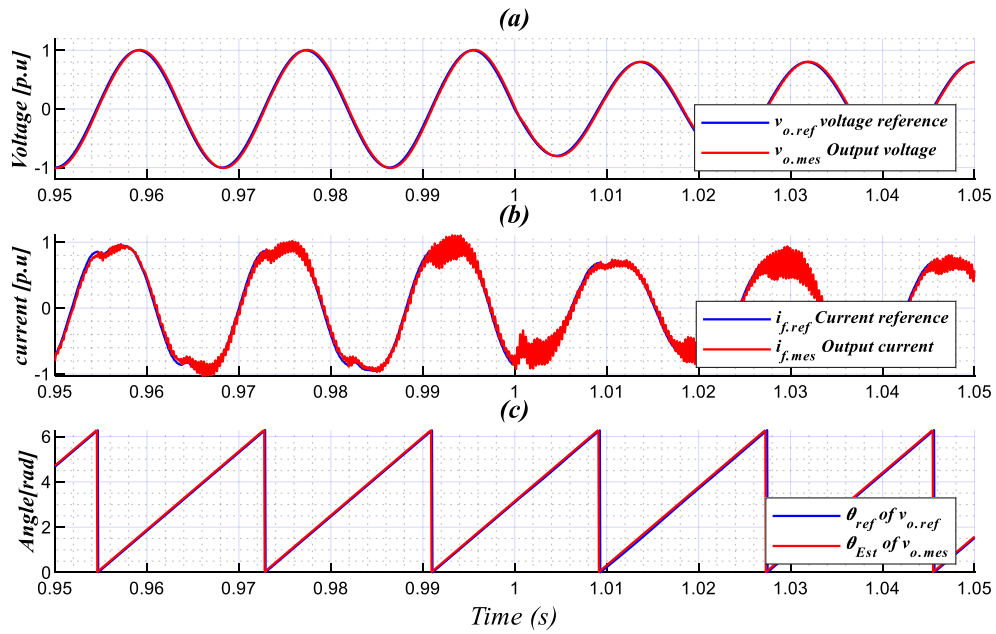 (a)
Voltage [p.u]
1
0
-1
v_o.ref voltage reference
v_o.mes Output voltage
0.95 0.96 0.97 0.98 0.99 1 1.01 1.02 1.03 1.04 1.05
(b)
current [p.u]
1
0
-1
i_f.ref Current reference
i_f.mes Output current
0.95 0.96 0.97 0.98 0.99 1 1.01 1.02 1.03 1.04 1.05
(c)
Angle[rad]
6
4
2
0
θ_ref of v_o.ref
θ_Est of v_o.mes
0.95 0.96 0.97 0.98 0.99 1 1.01 1.02 1.03 1.04 1.05
Time (s)